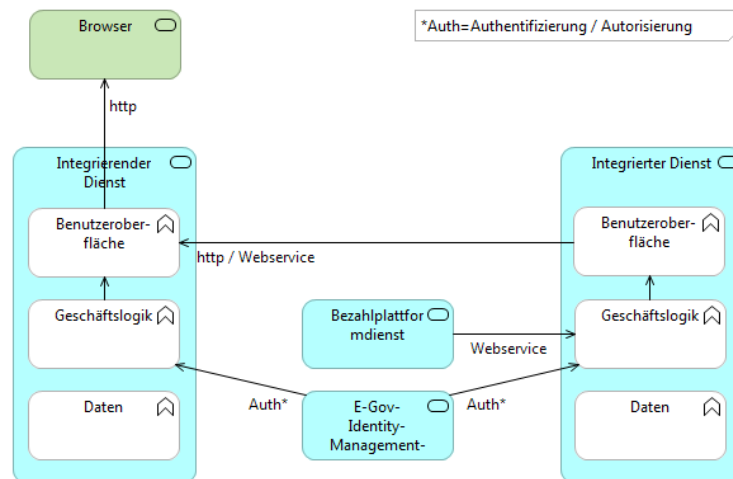 Browser
*Auth=Authentifizierung / Autorisierung
http
Integrierender
Dienst
Integrierter Dienst
Benutzerober-
fläche
Benutzerober-
fläche
http / Webservice
Geschäftslogik
Bezahlplattfor
mdienst
Geschäftslogik
Webservice
Daten
Auth*
E-Gov-
Identity-
Management-
Auth*
Daten